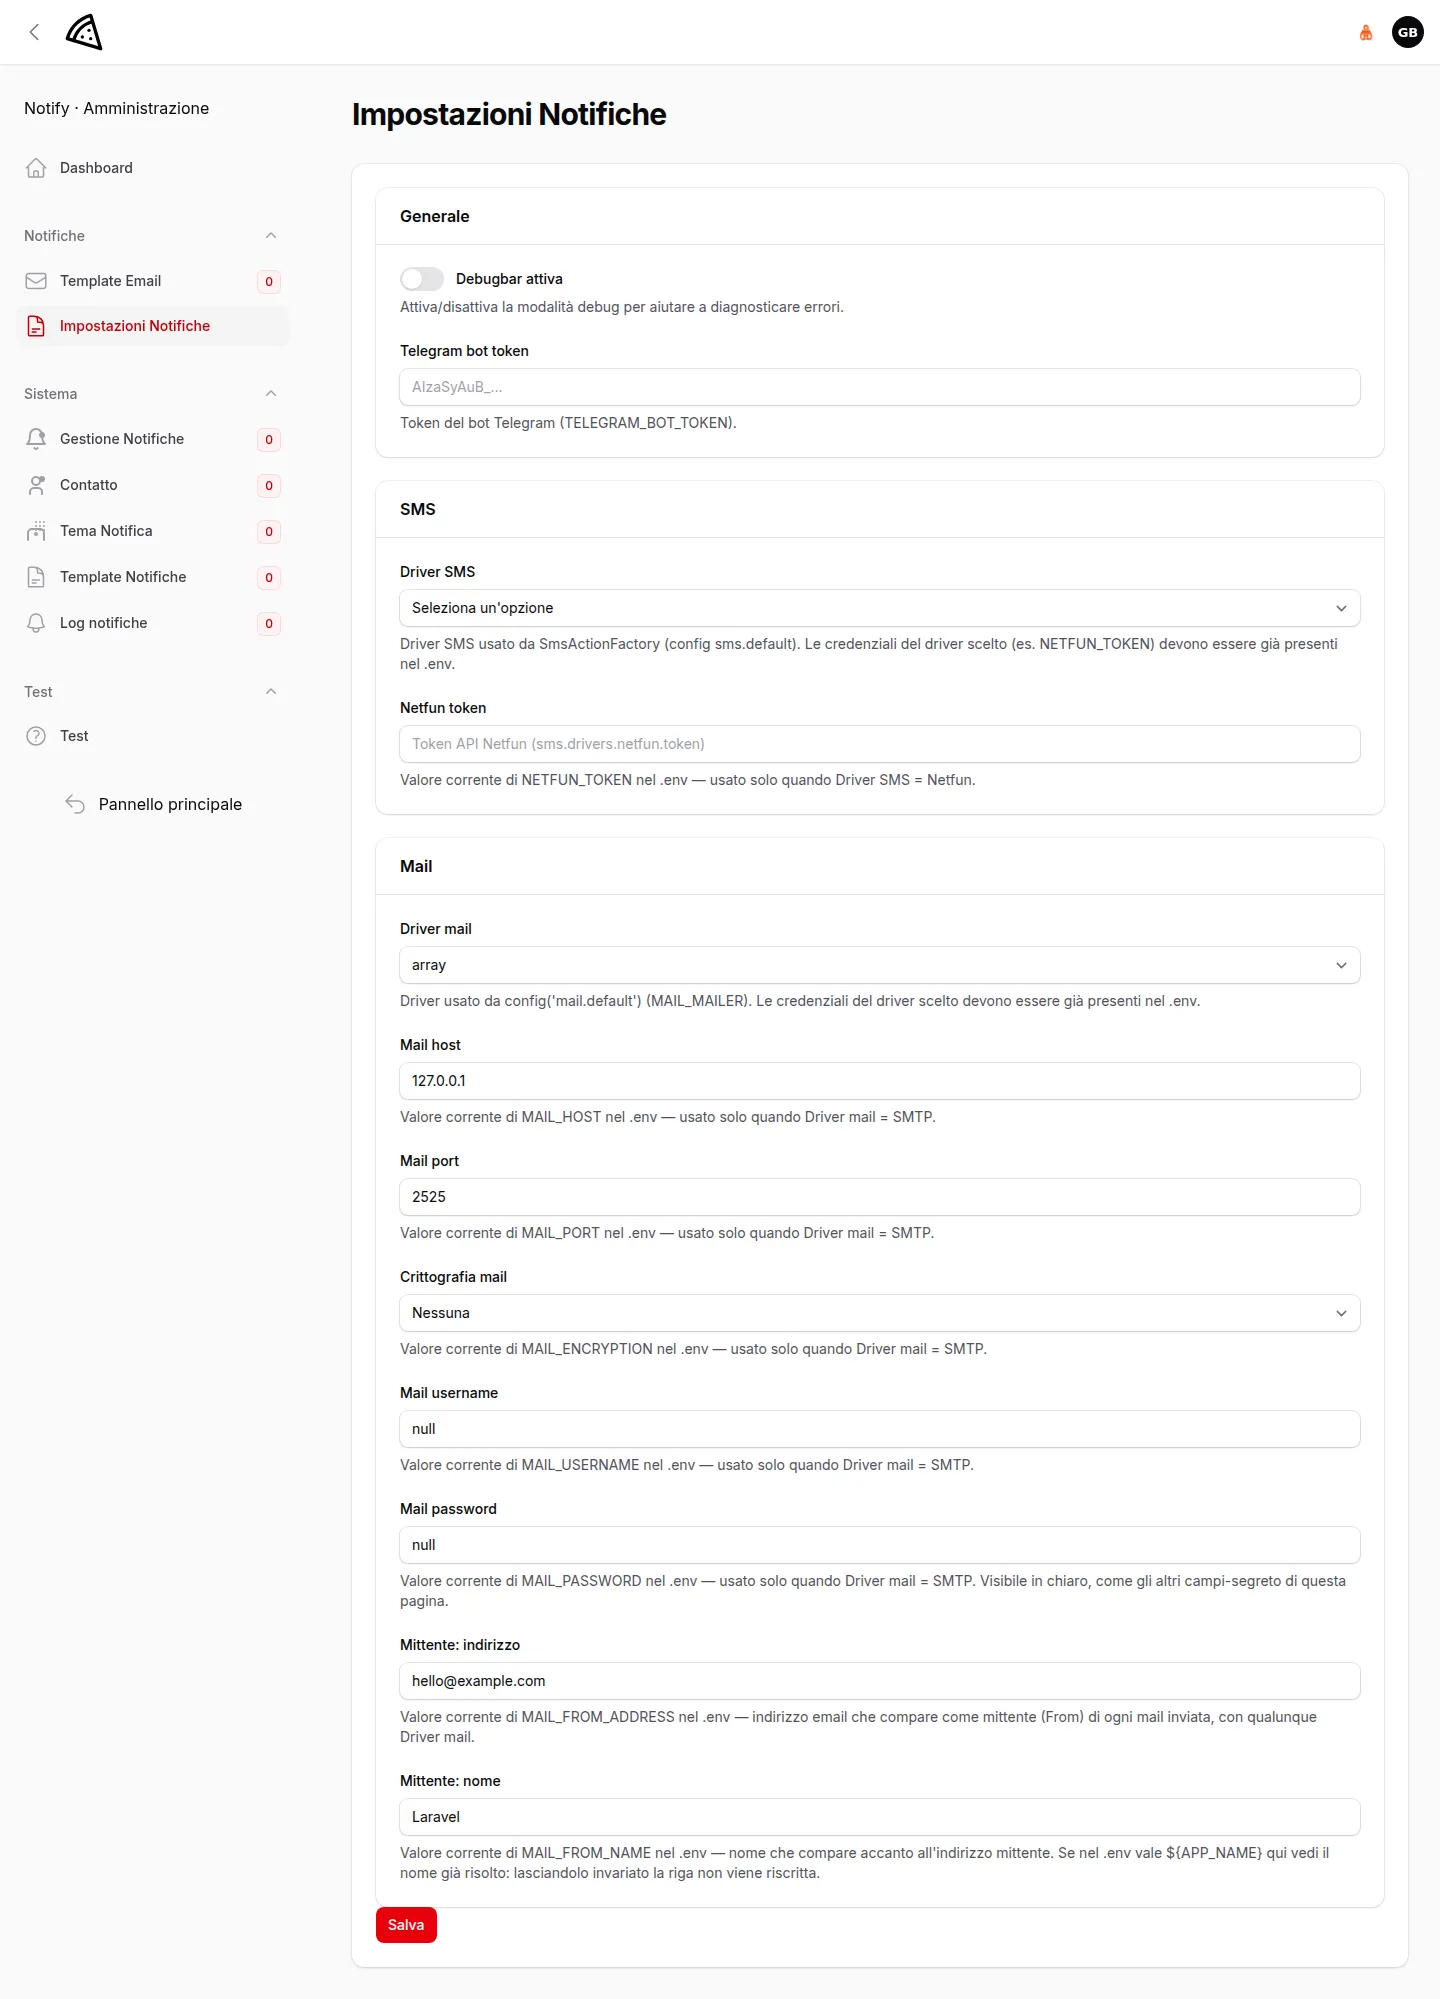 GB
Notify · Amministrazione
Dashboard
Notifiche
Template Email 0
Impostazioni Notifiche
Sistema
Gestione Notifiche 0
Contatto 0
Tema Notifica 0
Template Notifiche 0
Log notifiche 0
Test
Test
Pannello principale
Impostazioni Notifiche
Generale
Debugbar attiva
Attiva/disattiva la modalità debug per aiutare a diagnosticare errori.
Telegram bot token
AIzaSyAuB_...
Token del bot Telegram (TELEGRAM_BOT_TOKEN).
SMS
Driver SMS
Seleziona un'opzione
Driver SMS usato da SmsActionFactory (config sms.default). Le credenziali del driver scelto (es. NETFUN_TOKEN) devono essere già presenti
nel .env.
Netfun token
Token API Netfun (sms.drivers.netfun.token)
Valore corrente di NETFUN_TOKEN nel .env — usato solo quando Driver SMS = Netfun.
Mail
Driver mail
array
Driver usato da config('mail.default') (MAIL_MAILER). Le credenziali del driver scelto devono essere già presenti nel .env.
Mail host
127.0.0.1
Valore corrente di MAIL_HOST nel .env — usato solo quando Driver mail = SMTP.
Mail port
2525
Valore corrente di MAIL_PORT nel .env — usato solo quando Driver mail = SMTP.
Crittografia mail
Nessuna
Valore corrente di MAIL_ENCRYPTION nel .env — usato solo quando Driver mail = SMTP.
Mail username
null
Valore corrente di MAIL_USERNAME nel .env — usato solo quando Driver mail = SMTP.
Mail password
null
Valore corrente di MAIL_PASSWORD nel .env — usato solo quando Driver mail = SMTP. Visibile in chiaro, come gli altri campi-segreto di questa
pagina.
Mittente: indirizzo
hello@example.com
Valore corrente di MAIL_FROM_ADDRESS nel .env — indirizzo email che compare come mittente (From) di ogni mail inviata, con qualunque
Driver mail.
Mittente: nome
Laravel
Valore corrente di MAIL_FROM_NAME nel .env — nome che compare accanto all'indirizzo mittente. Se nel .env vale ${APP_NAME} qui vedi il
nome già risolto: lasciandolo invariato la riga non viene riscritta.
Salva